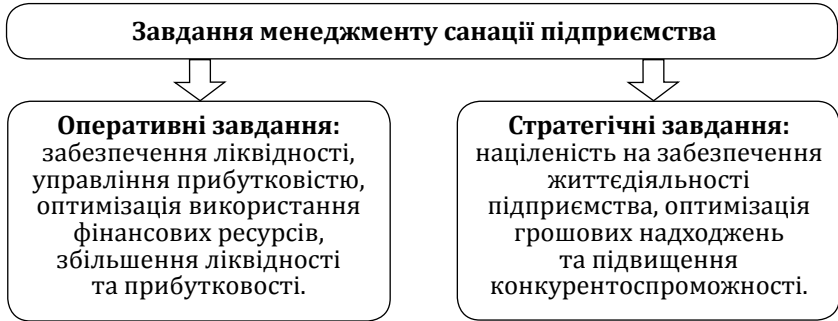 Завдання менеджменту санації підприємства
Оперативні завдання:
забезпечення ліквідності,
управління прибутковістю,
оптимізація використання
фінансових ресурсів,
збільшення ліквідності
та прибутковості.
Стратегічні завдання:
націленість на забезпечення
життєдіяльності
підприємства, оптимізація
грошових надходжень
та підвищення
конкурентоспроможності.